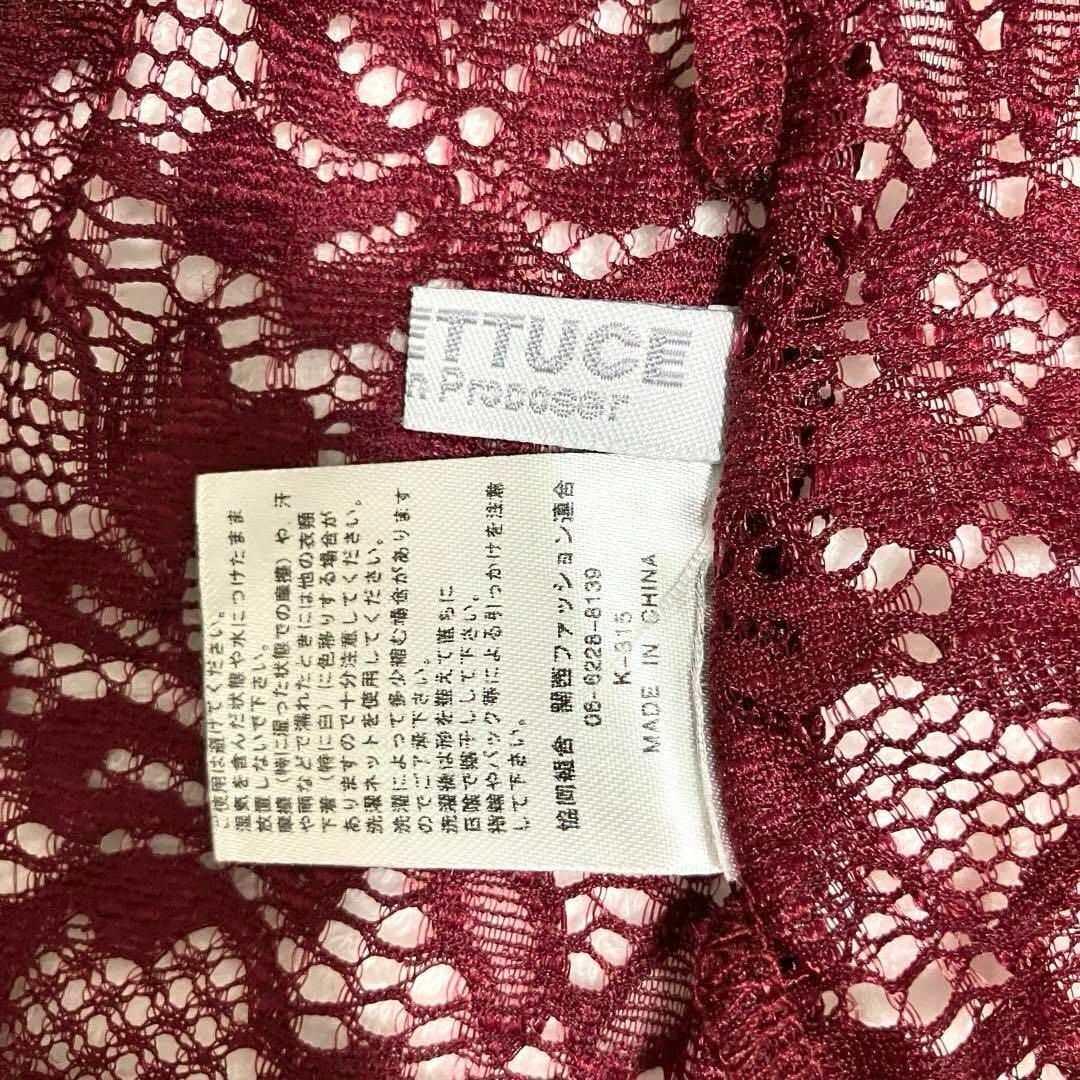 ETTUCE
n Proposer
ご使用は避けてください。
湿気を含んだ状態や水につけたまま
放置しないで下さい。
摩擦（特に湿った状態での摩擦）や、汗
や雨などで濡れたときには他の衣類
下着（特に白）に色移りする場合が
ありますので十分注意してください。
洗濯ネットを使用してください。
洗濯によって多少縮む場合があります
のでご了承下さい。
洗濯後は形を整えて直ちに
日陰で陰干しして下さい。
指輪やバック等による引っかけを注意
して下さい。
協同組合 関西ファッション連合
06-6228-8139
K-315
MADE IN CHINA